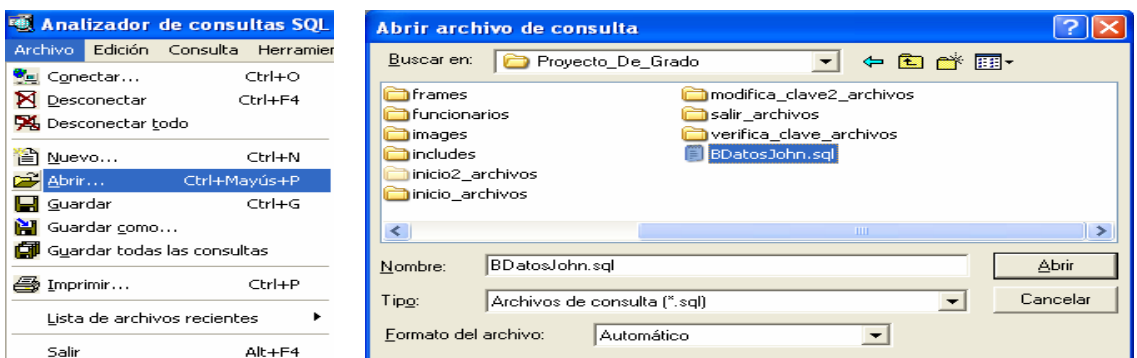 Analizador de consultas SQL
Archivo Edición Consulta Herramier
Conectar... Ctrl+O
Desconectar Ctrl+F4
Desconectar todo
Nuevo... Ctrl+N
Abrir... Ctrl+Mayús+P
Guardar Ctrl+G
Guardar como...
Guardar todas las consultas
Imprimir... Ctrl+P
Lista de archivos recientes
Salir Alt+F4
Abrir archivo de consulta
Buscar en: Proyecto_De_Grado
frames
funcionarios
images
includes
inicio2_archivos
inicio_archivos
modifica_clave2_archivos
salir_archivos
verifica_clave_archivos
BDatosJohn.sql
Nombre: BDatosJohn.sql Abrir
Tipo: Archivos de consulta (*.sql) Cancelar
Formato del archivo: Automático